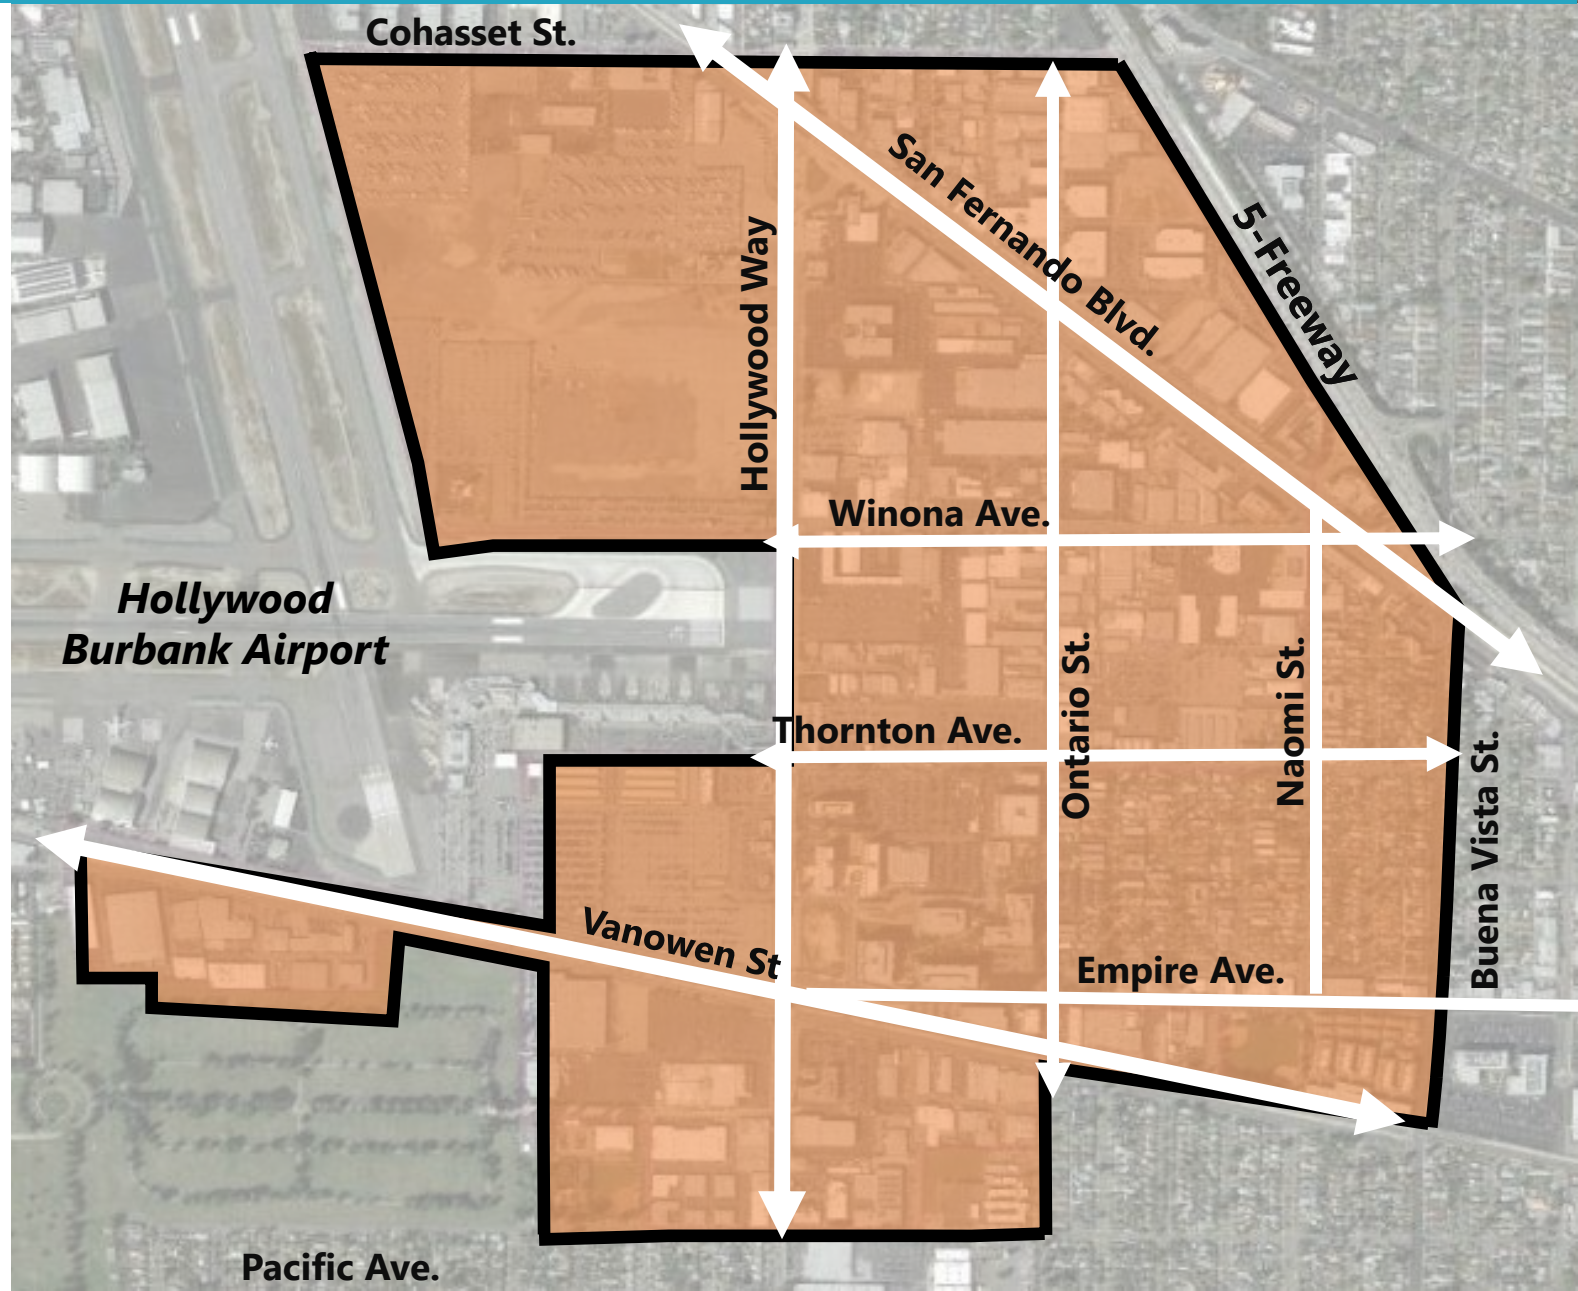 Cohasset St.
San Fernando Blvd.
5-Freeway
Hollywood Way
Winona Ave.
Hollywood
Burbank Airport
Ontario St.
Naomi St.
Thornton Ave.
Buena Vista St.
Vanowen St
Empire Ave.
Pacific Ave.